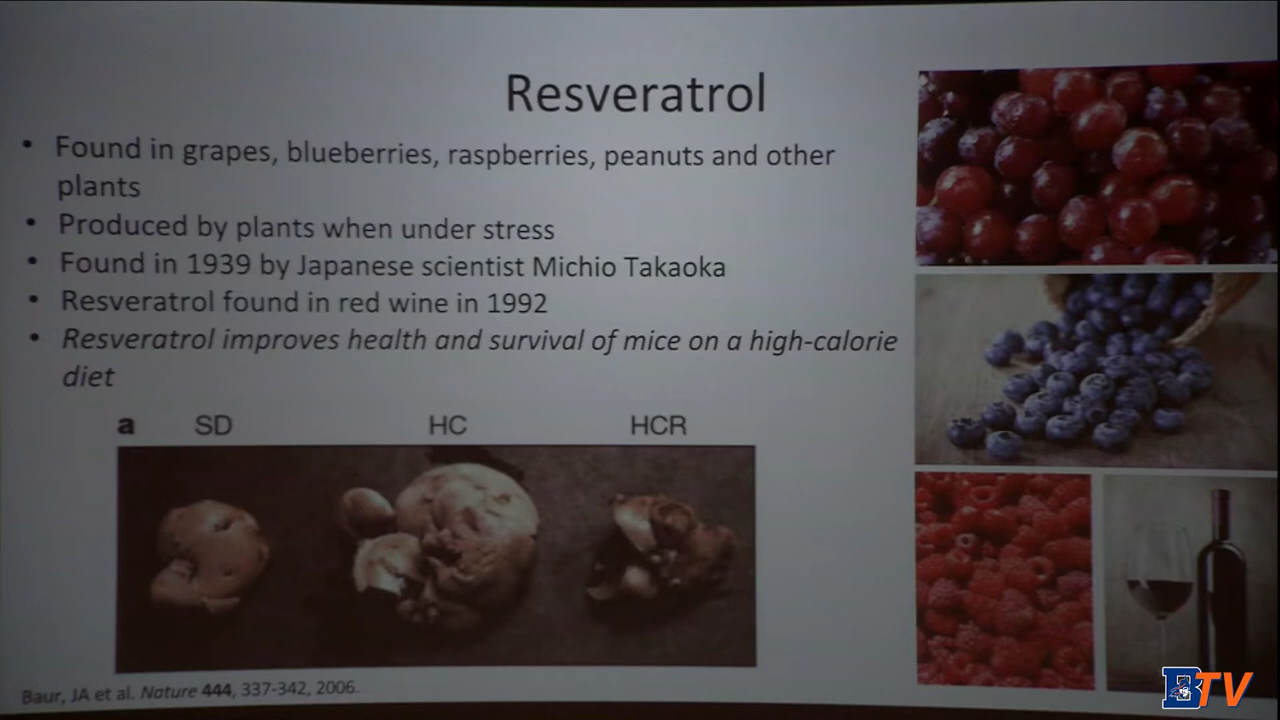 Resveratrol
• Found in grapes, blueberries, raspberries, peanuts and other
plants
• Produced by plants when under stress
• Found in 1939 by Japanese scientist Michio Takaoka
• Resveratrol found in red wine in 1992
• Resveratrol improves health and survival of mice on a high-calorie
diet
a SD HC HCR
Baur, JA et al. Nature 444, 337-342, 2006.
BTV